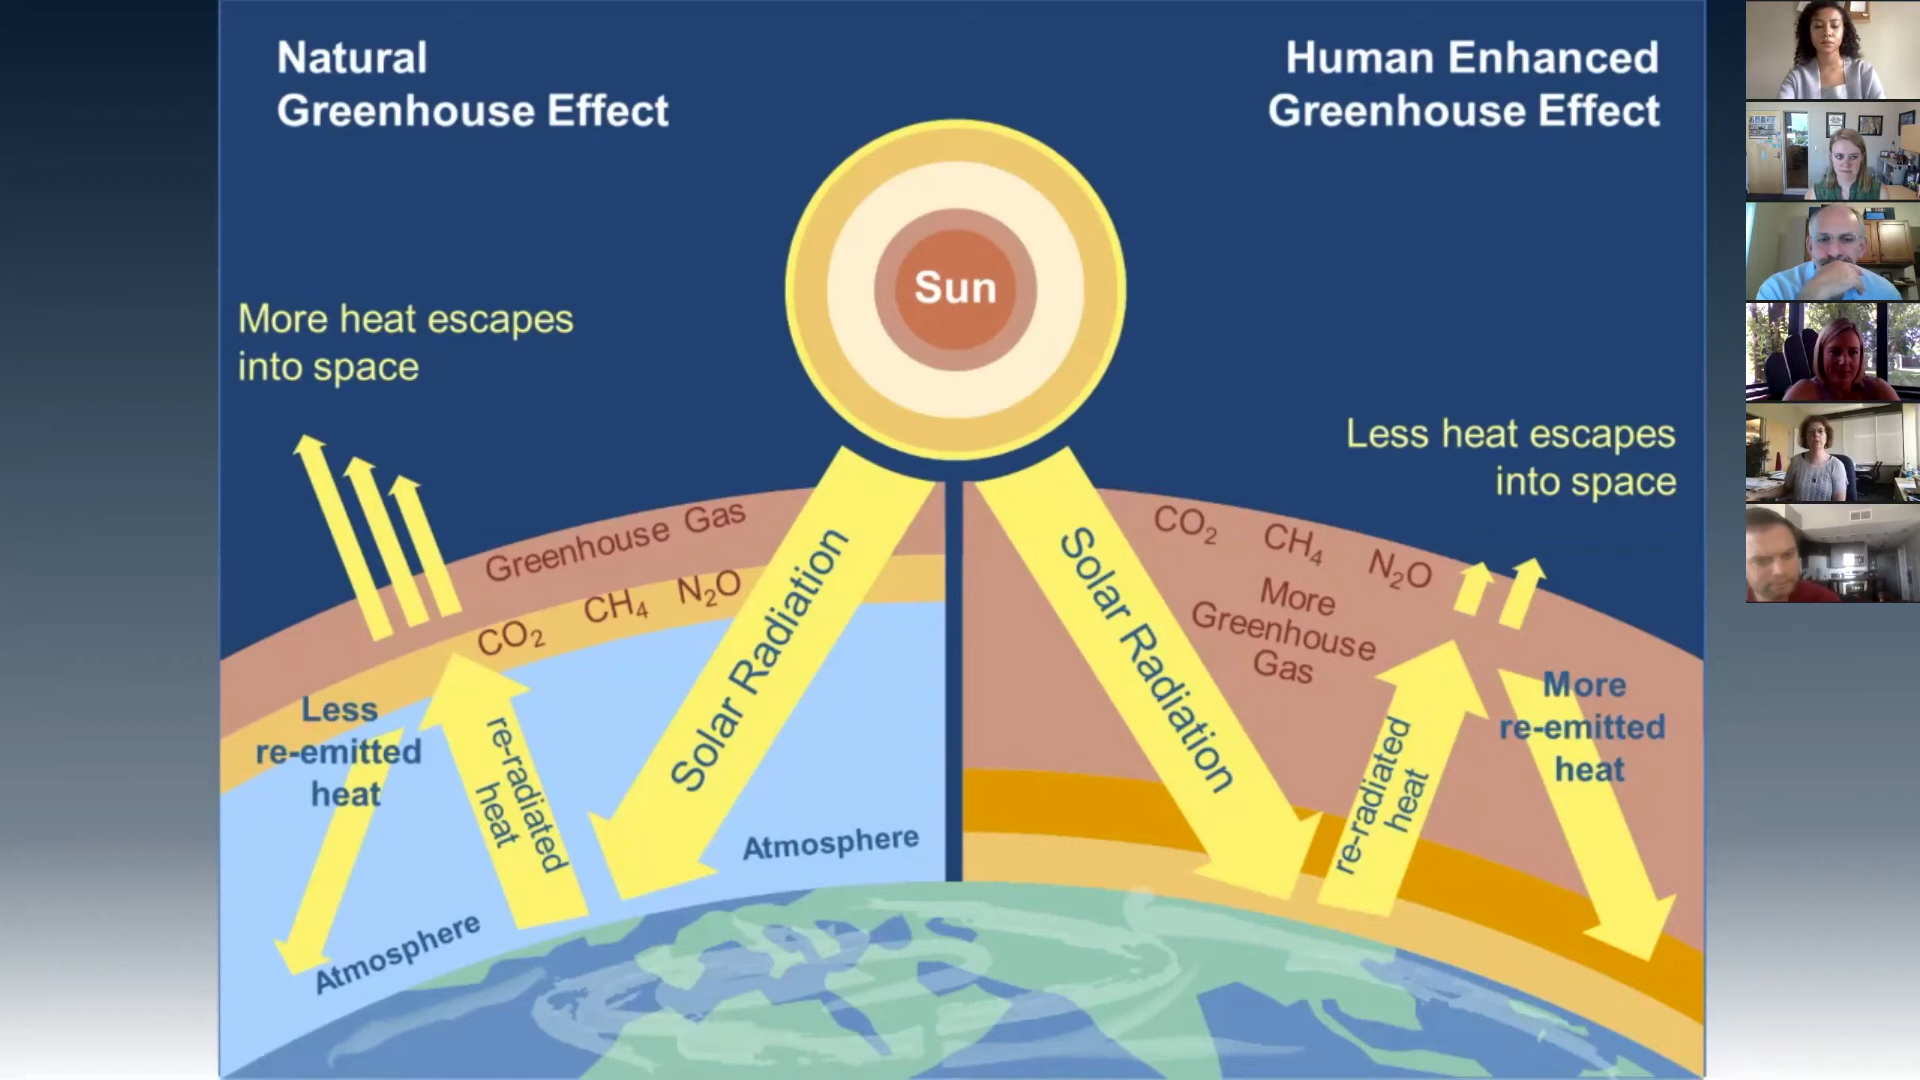 Natural
Greenhouse Effect
Human Enhanced
Greenhouse Effect
Sun
More heat escapes
into space
Less heat escapes
into space
Greenhouse Gas
CO₂ CH₄ N₂O
Solar Radiation
Less
re-emitted
heat
re-radiated
heat
Atmosphere
Atmosphere
Solar Radiation
CO₂ CH₄ N₂O
More
Greenhouse
Gas
re-radiated
heat
More
re-emitted
heat